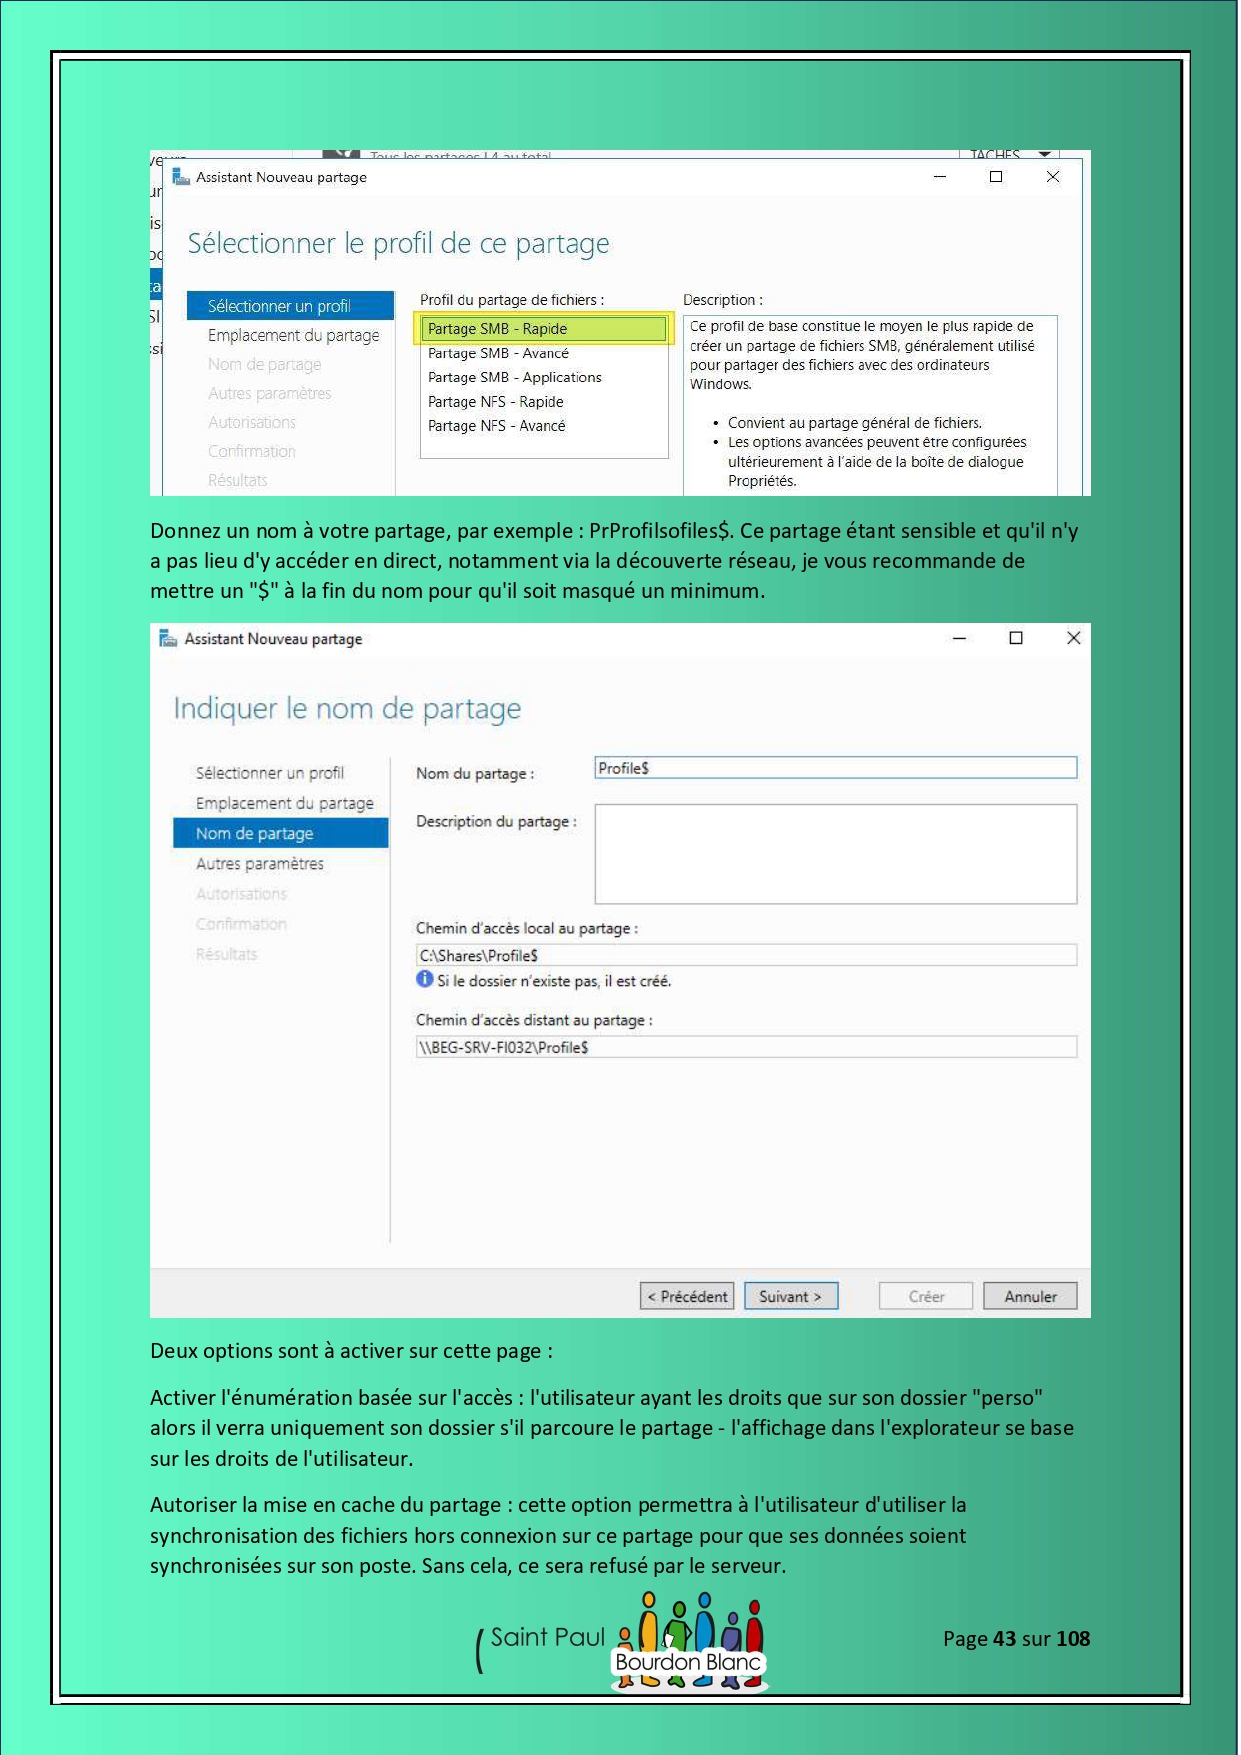 Tous les partages | 4 au total
TÂCHES
Assistant Nouveau partage
Sélectionner le profil de ce partage
Sélectionner un profil
Emplacement du partage
Nom de partage
Autres paramètres
Autorisations
Confirmation
Résultats
Profil du partage de fichiers :
Partage SMB - Rapide
Partage SMB - Avancé
Partage SMB - Applications
Partage NFS - Rapide
Partage NFS - Avancé
Description :
Ce profil de base constitue le moyen le plus rapide de
créer un partage de fichiers SMB, généralement utilisé
pour partager des fichiers avec des ordinateurs
Windows.
• Convient au partage général de fichiers.
• Les options avancées peuvent être configurées
ultérieurement à l'aide de la boîte de dialogue
Propriétés.
Donnez un nom à votre partage, par exemple : PrProfilsofiles$. Ce partage étant sensible et qu'il n'y
a pas lieu d'y accéder en direct, notamment via la découverte réseau, je vous recommande de
mettre un "$" à la fin du nom pour qu'il soit masqué un minimum.
Assistant Nouveau partage
Indiquer le nom de partage
Sélectionner un profil
Emplacement du partage
Nom de partage
Autres paramètres
Autorisations
Confirmation
Résultats
Nom du partage :
Profile$
Description du partage :
Chemin d'accès local au partage :
C:\Shares\Profile$
Si le dossier n'existe pas, il est créé.
Chemin d'accès distant au partage :
\\BEG-SRV-FI032\Profile$
< Précédent
Suivant >
Créer
Annuler
Deux options sont à activer sur cette page :
Activer l'énumération basée sur l'accès : l'utilisateur ayant les droits que sur son dossier "perso"
alors il verra uniquement son dossier s'il parcoure le partage - l'affichage dans l'explorateur se base
sur les droits de l'utilisateur.
Autoriser la mise en cache du partage : cette option permettra à l'utilisateur d'utiliser la
synchronisation des fichiers hors connexion sur ce partage pour que ses données soient
synchronisées sur son poste. Sans cela, ce sera refusé par le serveur.
Saint Paul
Bourdon Blanc
Page 43 sur 108